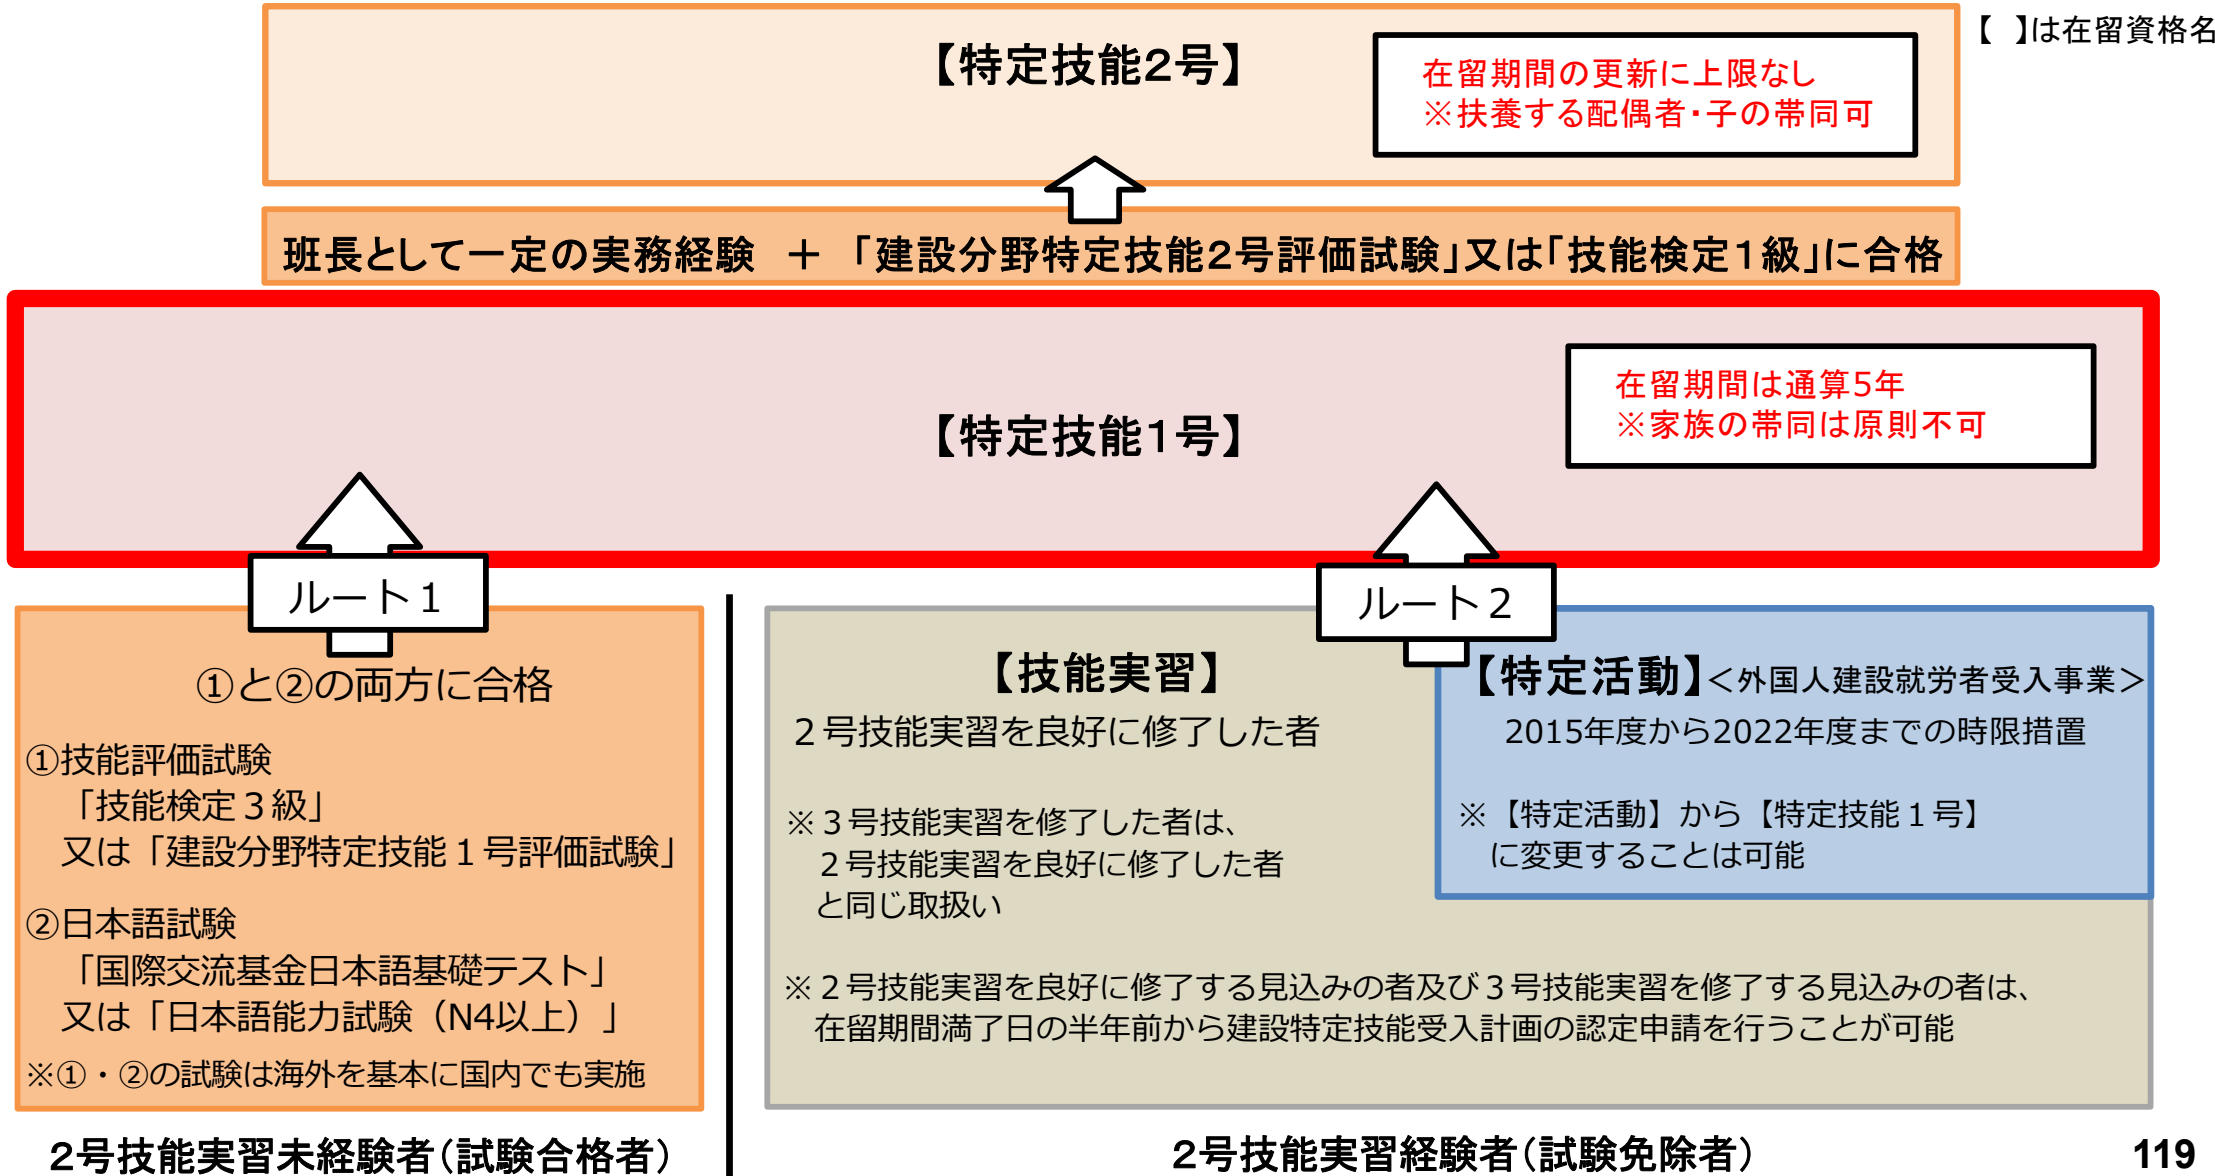 【　】は在留資格名
【特定技能２号】
在留期間の更新に上限なし
※扶養する配偶者・子の帯同可
班長として一定の実務経験　＋　「建設分野特定技能２号評価試験」又は「技能検定１級」に合格
【特定技能１号】
在留期間は通算5年
※家族の帯同は原則不可
ルート１
①と②の両方に合格
①技能評価試験
「技能検定３級」
又は「建設分野特定技能１号評価試験」
②日本語試験
「国際交流基金日本語基礎テスト」
又は「日本語能力試験（N4以上）」
※①・②の試験は海外を基本に国内でも実施
２号技能実習未経験者（試験合格者）
ルート２
【技能実習】
２号技能実習を良好に修了した者
※３号技能実習を修了した者は、
２号技能実習を良好に修了した者
と同じ取扱い
【特定活動】＜外国人建設就労者受入事業＞
2015年度から2022年度までの時限措置
※【特定活動】から【特定技能１号】
に変更することは可能
※２号技能実習を良好に修了する見込みの者及び３号技能実習を修了する見込みの者は、
在留期間満了日の半年前から建設特定技能受入計画の認定申請を行うことが可能
２号技能実習経験者（試験免除者）
119